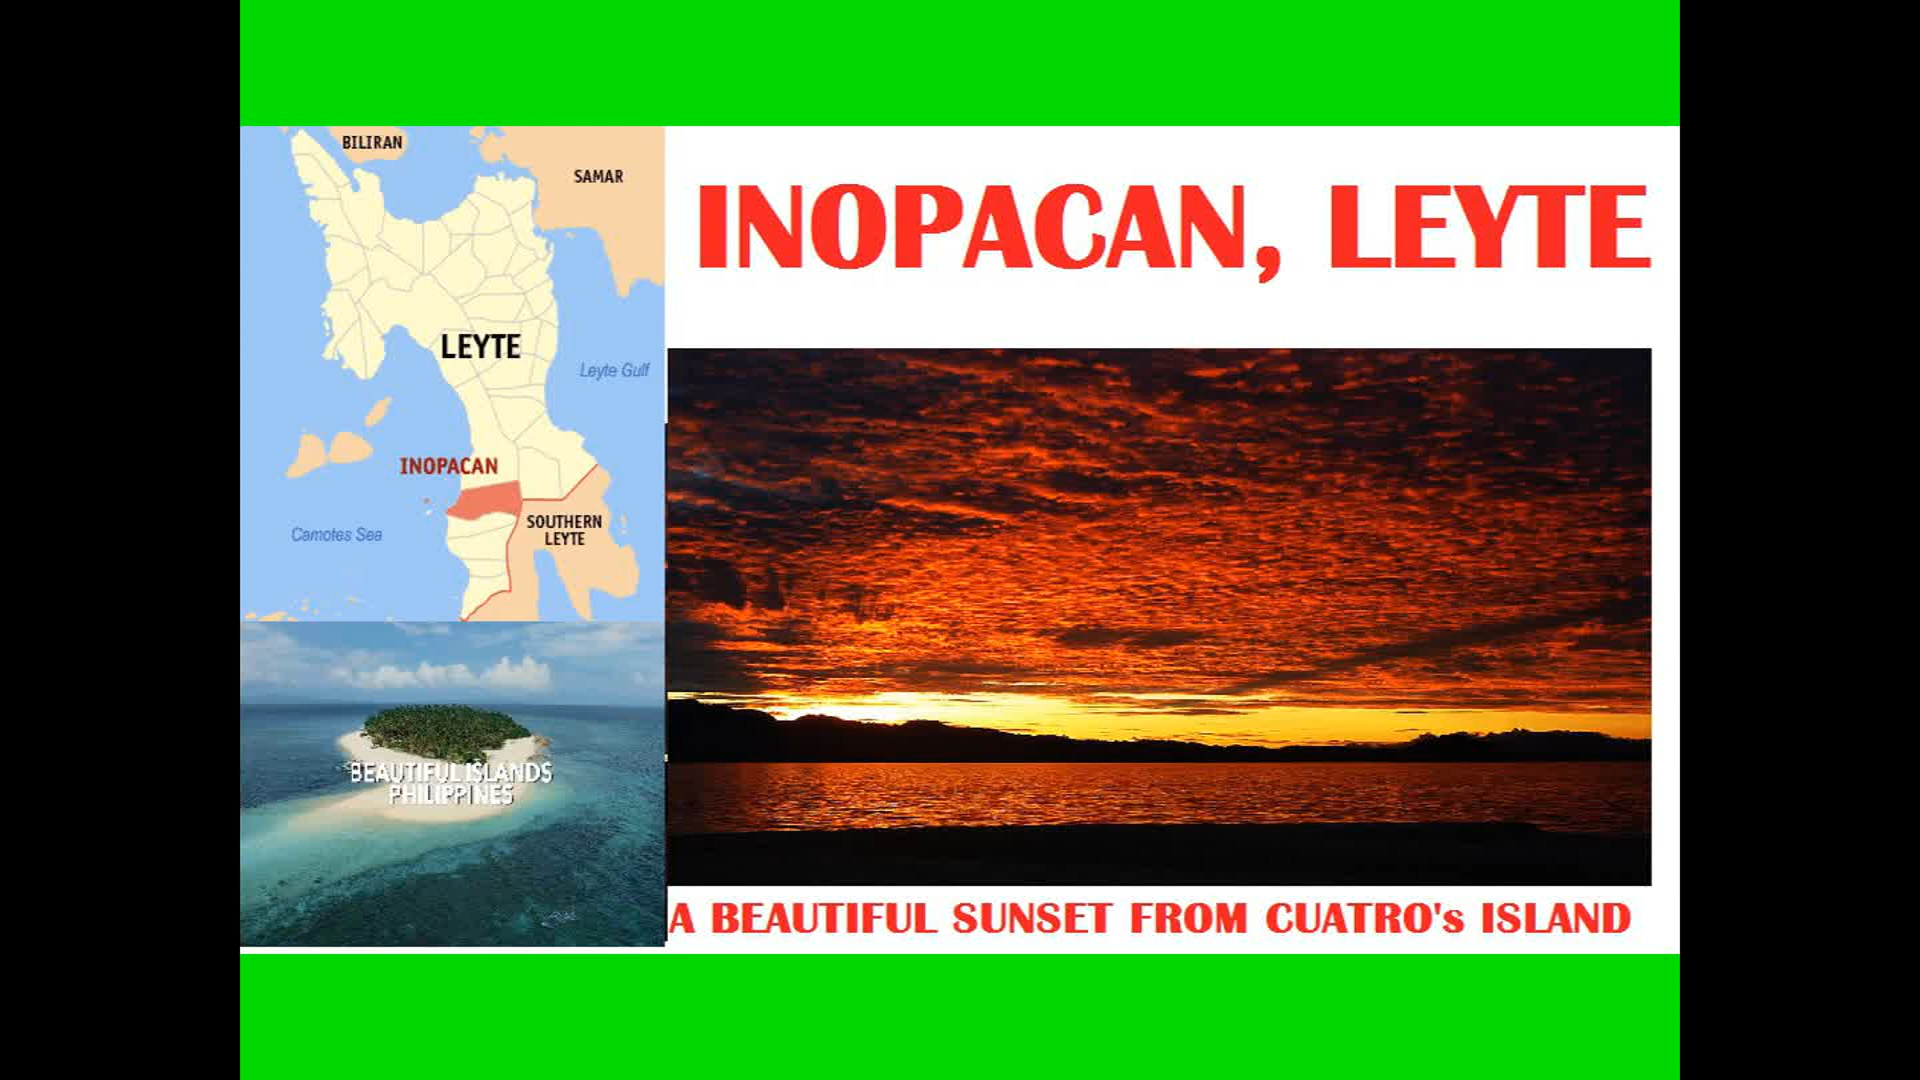 BILIRAN
SAMAR
LEYTE
Leyte Gulf
INOPACAN
Camotes Sea
SOUTHERN
LEYTE
BEAUTIFUL ISLANDS
PHILIPPINES
INOPACAN, LEYTE
A BEAUTIFUL SUNSET FROM CUATRO's ISLAND